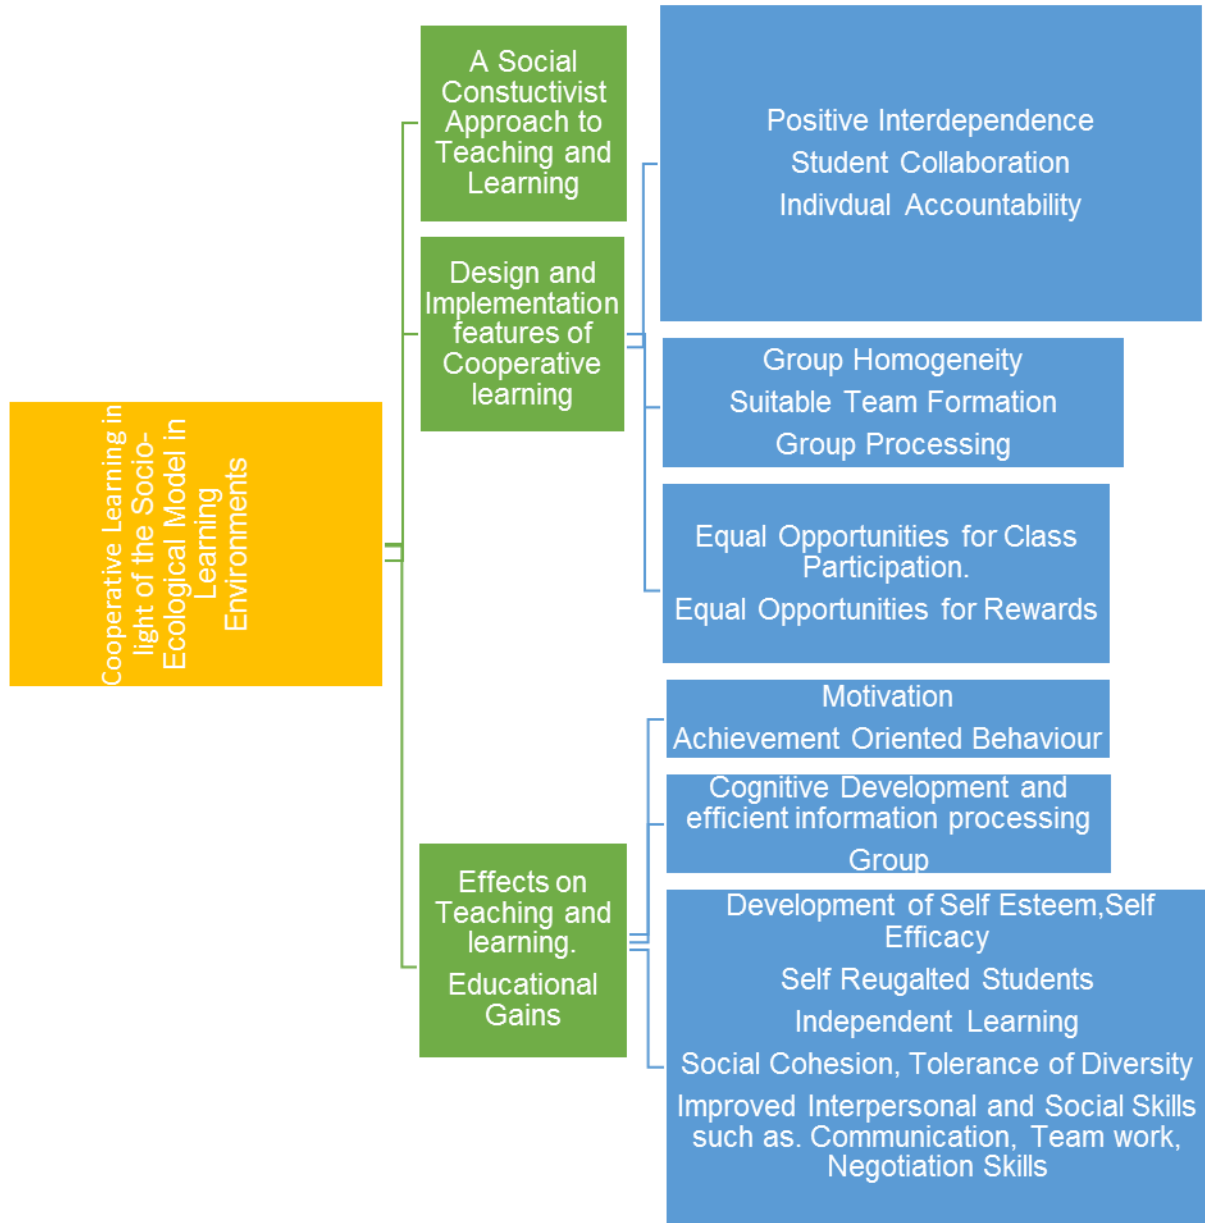 Cooperative Learning in
light of the Socio-
Ecological Model in
Learning
Environments
A Social
Constuctivist
Approach to
Teaching and
Learning
Design and
Implementation
features of
Cooperative
learning
Effects on
Teaching and
learning.
Educational
Gains
Positive Interdependence
Student Collaboration
Indivdual Accountability
Group Homogeneity
Suitable Team Formation
Group Processing
Equal Opportunities for Class
Participation.
Equal Opportunities for Rewards
Motivation
Achievement Oriented Behaviour
Cognitive Development and
efficient information processing
Group
Development of Self Esteem,Self
Efficacy
Self Reugalted Students
Independent Learning
Social Cohesion, Tolerance of Diversity
Improved Interpersonal and Social Skills
such as. Communication, Team work,
Negotiation Skills